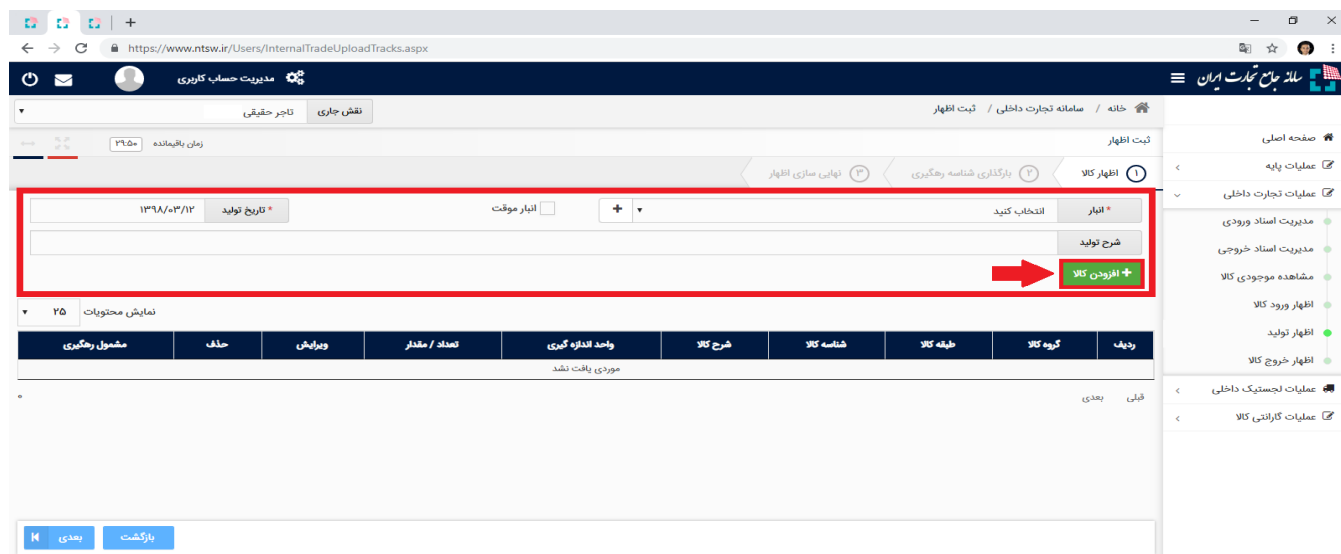 https://www.ntsw.ir/Users/InternalTradeUploadTracks.aspx
سامانه جامع تجارت ایران
مدیریت حساب کاربری
خانه / سامانه تجارت داخلی / ثبت اظهار
نقش جاری تاجر حقیقی
ثبت اظهار
زمان باقیمانده ۲۹:۵۰
۱ اظهار کالا ۲ بارگذاری شناسه رهگیری ۳ نهایی سازی اظهار
* انبار انتخاب کنید + انبار موقت * تاریخ تولید ۱۳۹۸/۰۳/۱۲
شرح تولید
+ افزودن کالا
نمایش محتویات ۲۵
ردیف گروه کالا طبقه کالا شناسه کالا شرح کالا واحد اندازه گیری تعداد / مقدار ویرایش حذف مشمول رهگیری
موردی یافت نشد
قبلی بعدی ۰
بازگشت بعدی
صفحه اصلی
عملیات پایه
عملیات تجارت داخلی
مدیریت اسناد ورودی
مدیریت اسناد خروجی
مشاهده موجودی کالا
اظهار ورود کالا
اظهار تولید
اظهار خروج کالا
عملیات لجستیک داخلی
عملیات گارانتی کالا